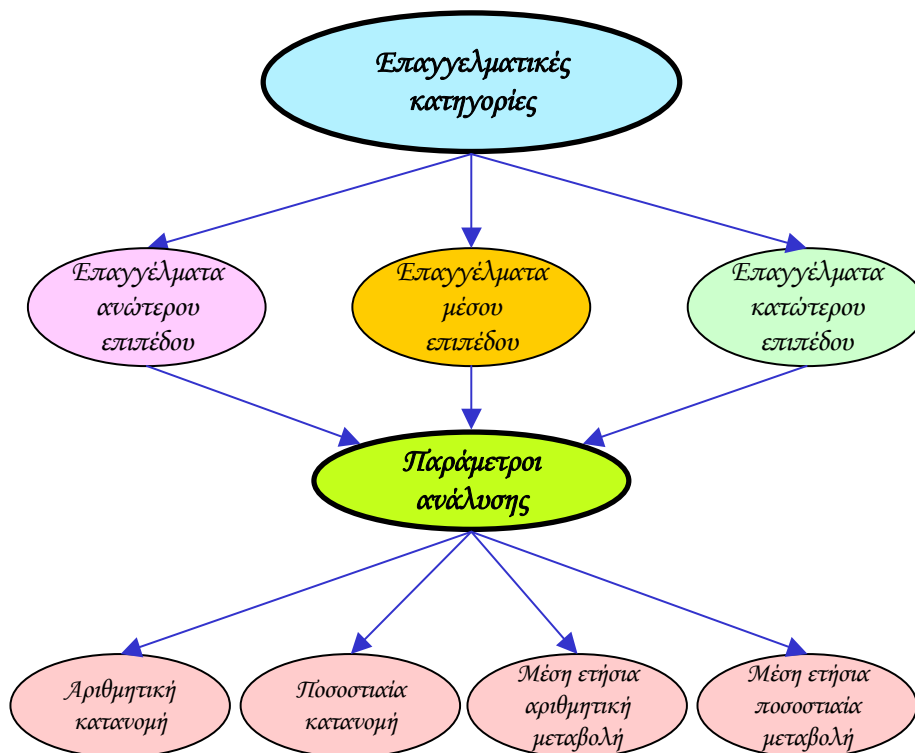 Επαγγελματικές
κατηγορίες
Επαγγέλματα
ανώτερου
επιπέδου
Επαγγέλματα
μέσου
επιπέδου
Επαγγέλματα
κατώτερου
επιπέδου
Παράμετροι
ανάλυσης
Αριθμητική
κατανομή
Ποσοστιαία
κατανομή
Μέση ετήσια
αριθμητική
μεταβολή
Μέση ετήσια
ποσοστιαία
μεταβολή